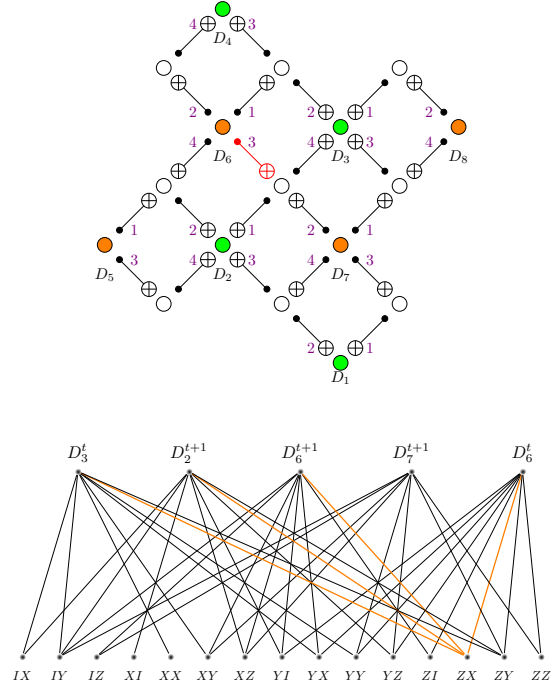 4 3
D₄
2 1 2 1 2
4 D₆ 3 4 D₃ 3 4 D₈
1 2 1 2 1
D₅ 3 4 D₂ 3 4 D₇ 3
2 1
D₁
D₃ᵗ D₂ᵗ⁺¹ D₆ᵗ⁺¹ D₇ᵗ⁺¹ D₆ᵗ
IX IY IZ XI XX XY XZ YI YX YY YZ ZI ZX ZY ZZ